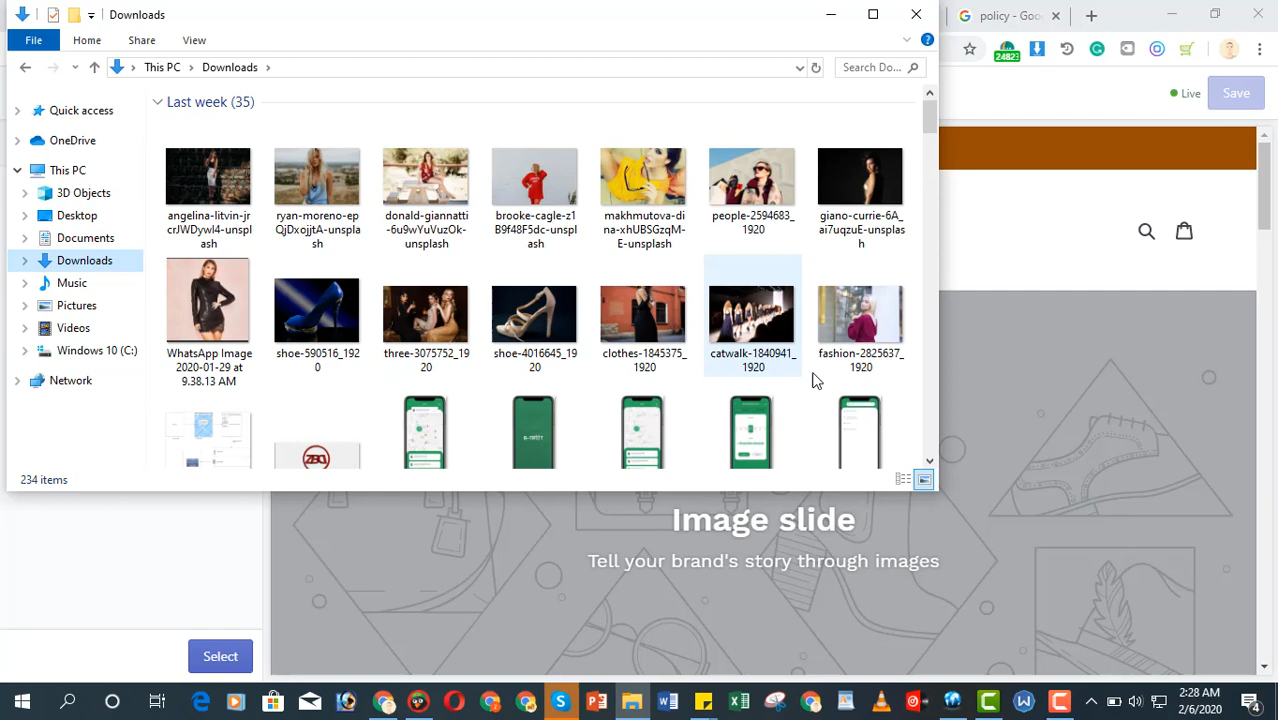 Downloads
policy - Goo
File
Home
Share
View
This PC
Downloads
Search Do...
24823
Live
Save
Quick access
OneDrive
This PC
3D Objects
Desktop
Documents
Downloads
Music
Pictures
Videos
Windows 10 (C:)
Network
Last week (35)
angelina-litvin-jr
crJWDywI4-unspl
ash
ryan-moreno-ep
QjDxojjtA-unspla
sh
donald-giannatti
-6u9wYuVuzOk-
unsplash
brooke-cagle-z1
B9f48F5dc-unspl
ash
makhmutova-di
na-xhUBSGzqM-
E-unsplash
people-2594683_
1920
giano-currie-6A_
ai7uqzuE-unsplas
h
WhatsApp Image
2020-01-29 at
9.38.13 AM
shoe-590516_192
0
three-3075752_19
20
shoe-4016645_19
20
clothes-1845375_
1920
catwalk-1840941_
1920
fashion-2825637_
1920
234 items
Image slide
Tell your brand's story through images
Select
2:28 AM
2/6/2020
4